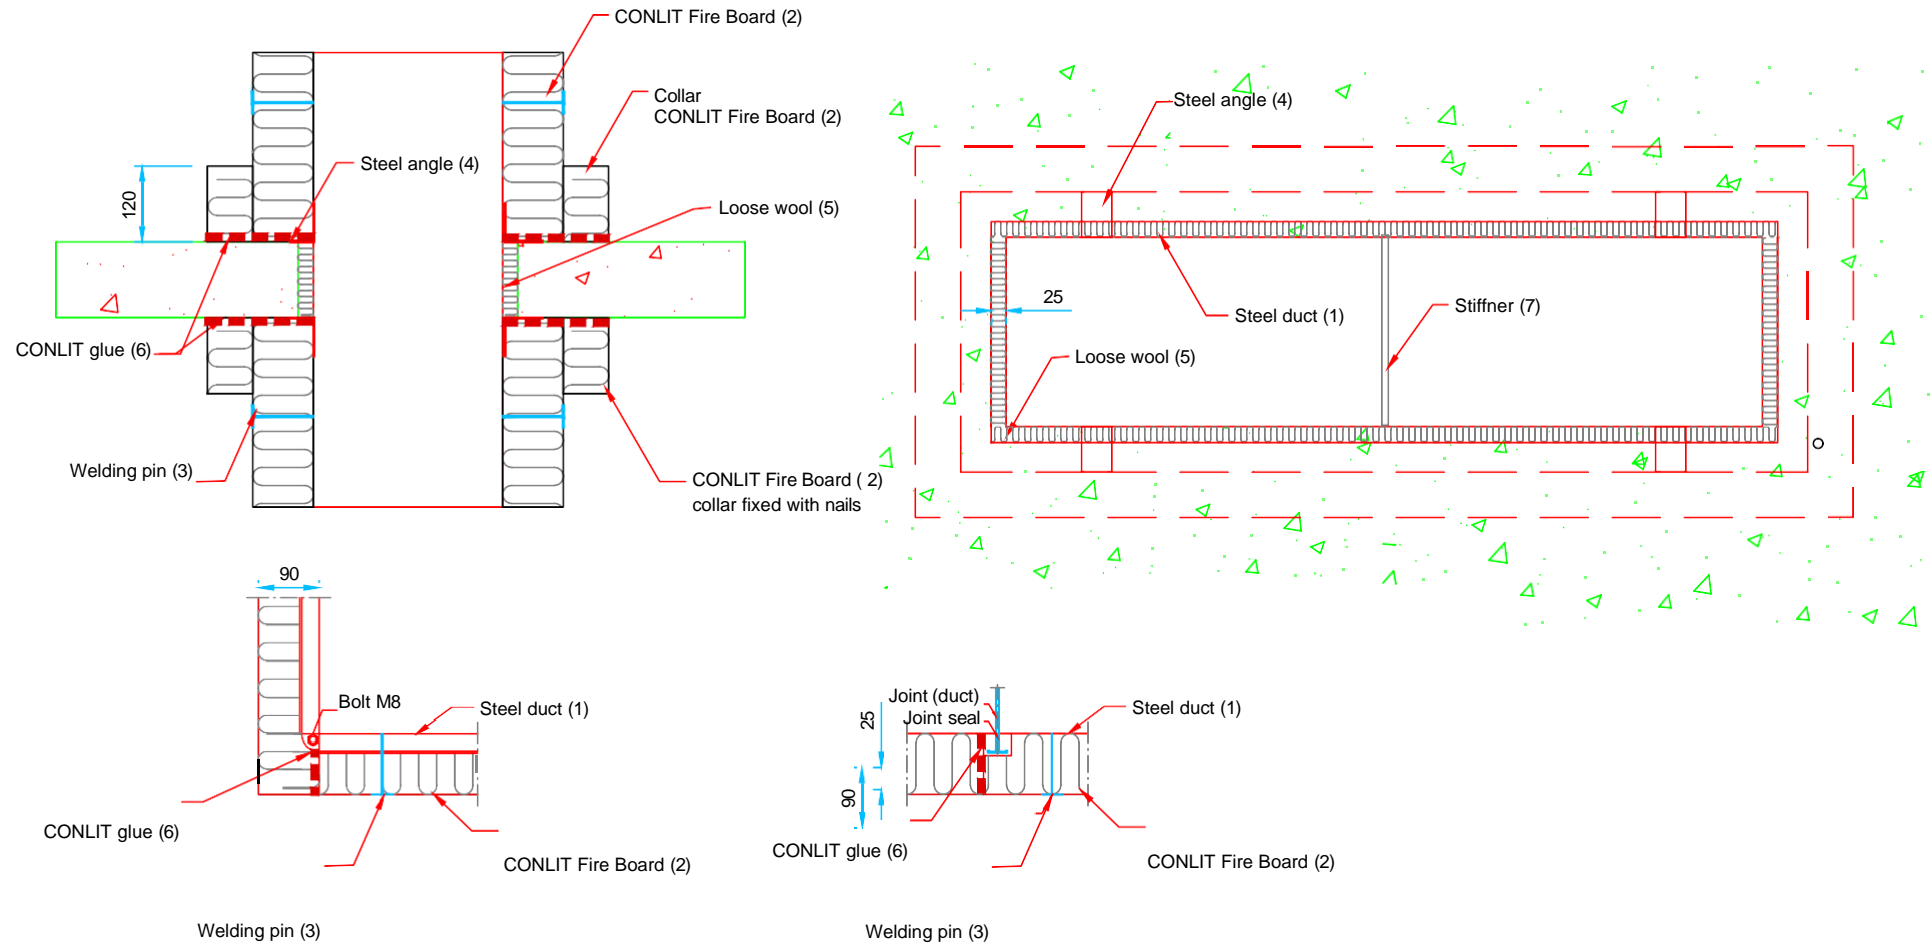 CONLIT Fire Board (2)
Collar
CONLIT Fire Board (2)
Steel angle (4)
120
Loose wool (5)
CONLIT glue (6)
Welding pin (3)
CONLIT Fire Board ( 2)
collar fixed with nails
Steel angle (4)
25
Steel duct (1)
Stiffner (7)
Loose wool (5)
90
Bolt M8
Steel duct (1)
CONLIT glue (6)
CONLIT Fire Board (2)
Welding pin (3)
Joint (duct)
Joint seal
25
90
Steel duct (1)
CONLIT glue (6)
CONLIT Fire Board (2)
Welding pin (3)